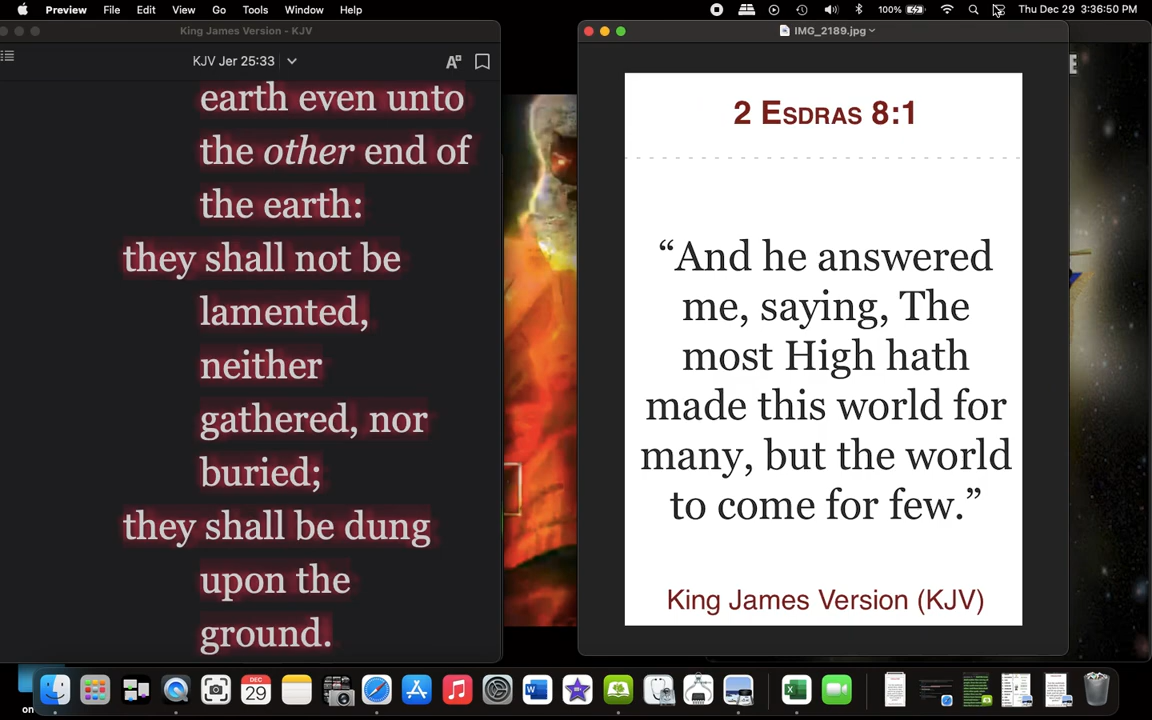 Preview File Edit View Go Tools Window Help
100% Thu Dec 29 3:36:50 PM
King James Version - KJV
KJV Jer 25:33
earth even unto
the other end of
the earth:
they shall not be
lamented,
neither
gathered, nor
buried;
they shall be dung
upon the
ground.
IMG_2189.jpg
2 Esdras 8:1
“And he answered
me, saying, The
most High hath
made this world for
many, but the world
to come for few.”
King James Version (KJV)
E
DEC
29
on